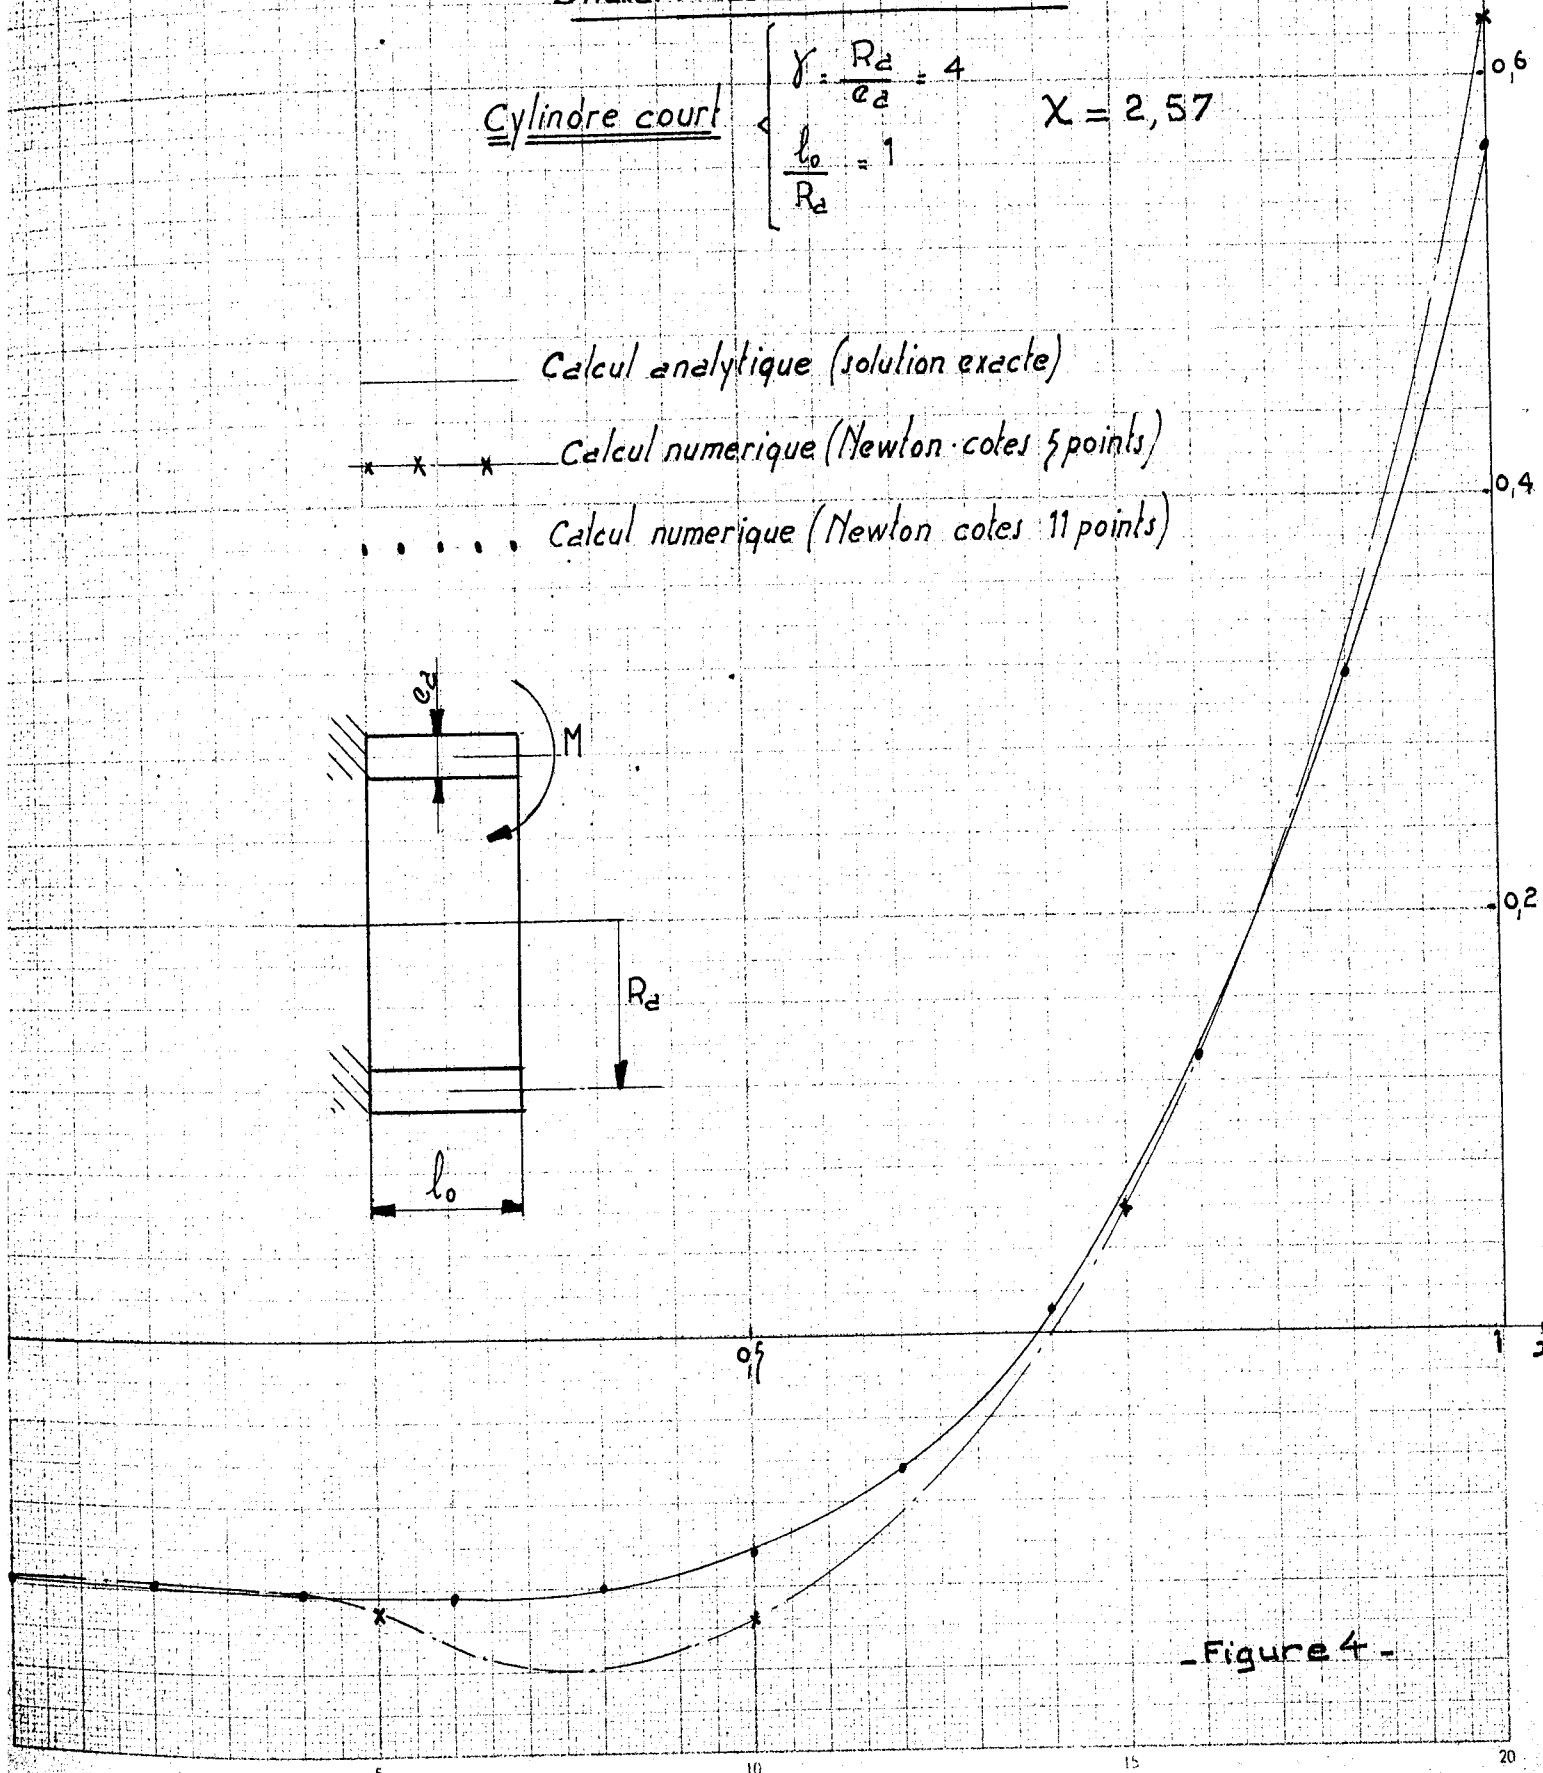 Cylindre court
γ = Rd / ed = 4
l₀ / Rd = 1
χ = 2,57
0,6
Calcul analytique (solution exacte)
Calcul numerique (Newton-cotes 5 points)
Calcul numerique (Newton cotes 11 points)
0,4
ed
M
0,2
Rd
l₀
0,5
1
- Figure 4 -
5
10
15
20